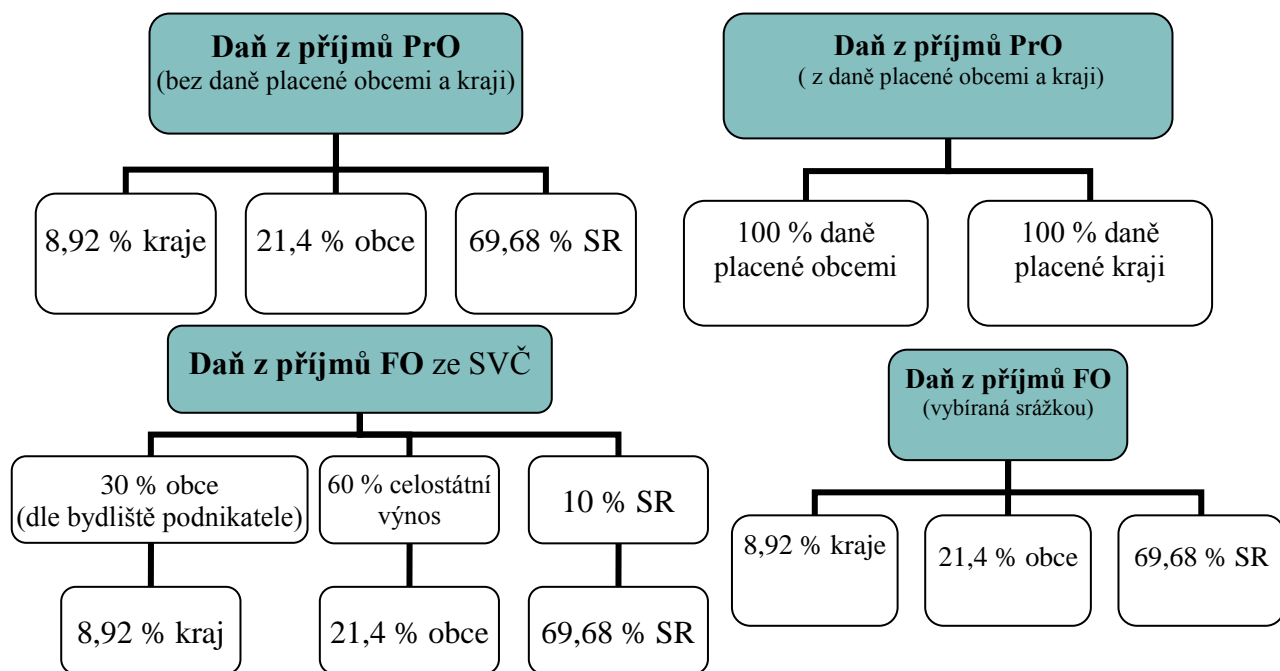 Daň z příjmů PrO
(bez daně placené obcemi a kraji)
8,92 % kraje
21,4 % obce
69,68 % SR
Daň z příjmů PrO
( z daně placené obcemi a kraji)
100 % daně
placené obcemi
100 % daně
placené kraji
Daň z příjmů FO ze SVČ
30 % obce
(dle bydliště podnikatele)
60 % celostátní
výnos
10 % SR
8,92 % kraj
21,4 % obce
69,68 % SR
Daň z příjmů FO
(vybíraná srážkou)
8,92 % kraje
21,4 % obce
69,68 % SR